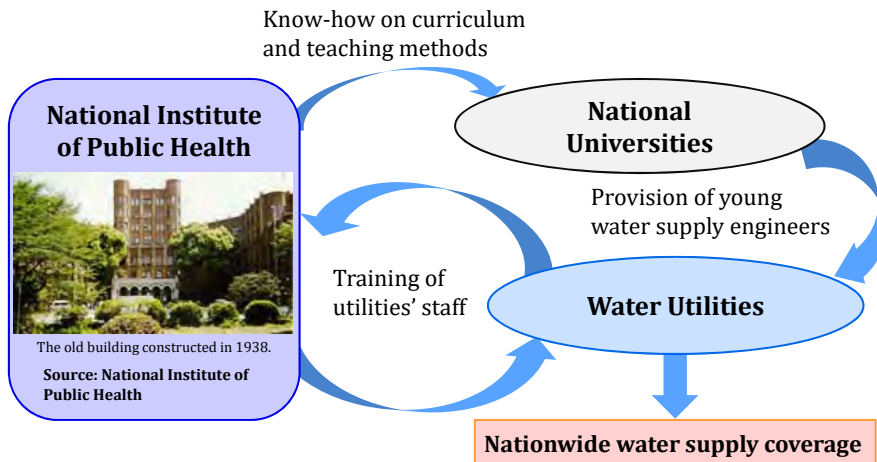 Know-how on curriculum
and teaching methods
National Institute
of Public Health
National
Universities
Provision of young
water supply engineers
Training of
utilities’ staff
Water Utilities
The old building constructed in 1938.
Source: National Institute of
Public Health
Nationwide water supply coverage